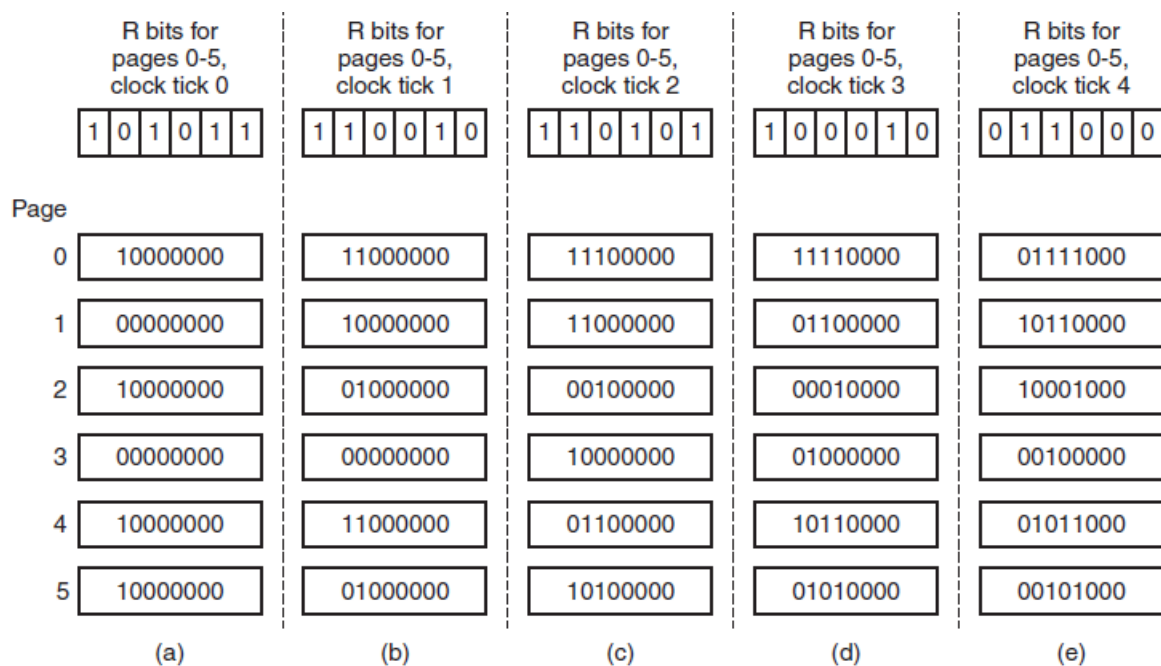 R bits for pages 0-5, clock tick 0
R bits for pages 0-5, clock tick 1
R bits for pages 0-5, clock tick 2
R bits for pages 0-5, clock tick 3
R bits for pages 0-5, clock tick 4
1 0 1 0 1 1
1 1 0 0 1 0
1 1 0 1 0 1
1 0 0 0 1 0
0 1 1 0 0 0
Page
0 10000000 11000000 11100000 11110000 01111000
1 00000000 10000000 11000000 01100000 10110000
2 10000000 01000000 00100000 00010000 10001000
3 00000000 00000000 10000000 01000000 00100000
4 10000000 11000000 01100000 10110000 01011000
5 10000000 01000000 10100000 01010000 00101000
(a) (b) (c) (d) (e)